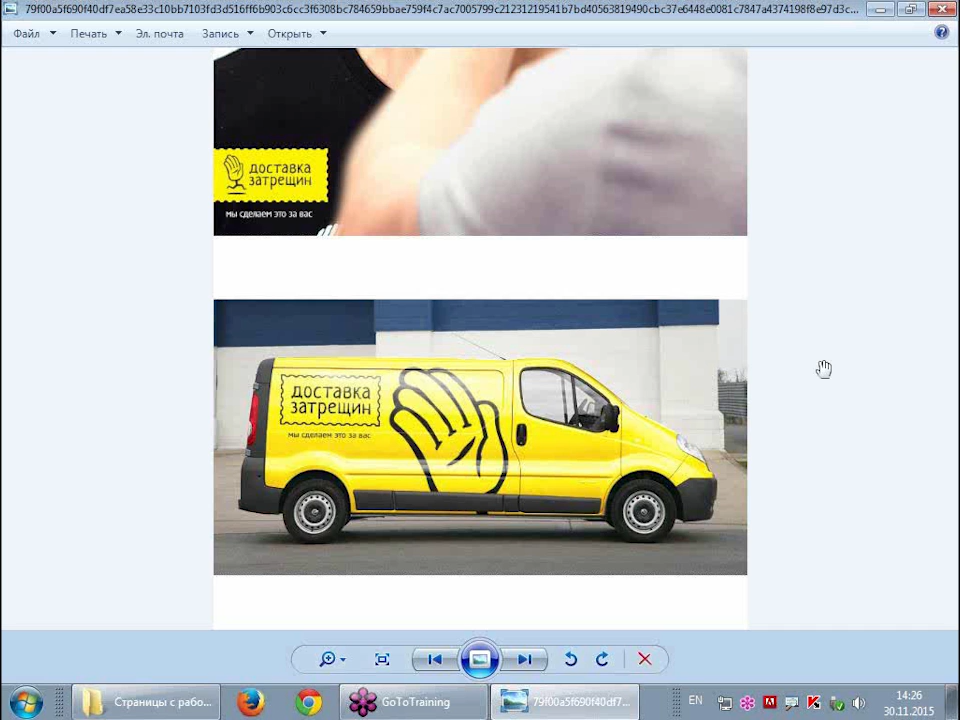 79f00a5f690f40df7ea58e33c10bb7103fd3d516ff6b903c6cc3f6308bc784659bbae759f4c7ac7005799c21231219541b7bd40563819490cbc37e6448e0081c7847a4374198f8e97d3c...
Файл Печать Эл. почта Запись Открыть
доставка
затрещин
мы сделаем это за вас
доставка
затрещин
мы сделаем это за вас
Страницы с рабо...
GoToTraining
79f00a5f690f40df7...
EN
14:26
30.11.2015